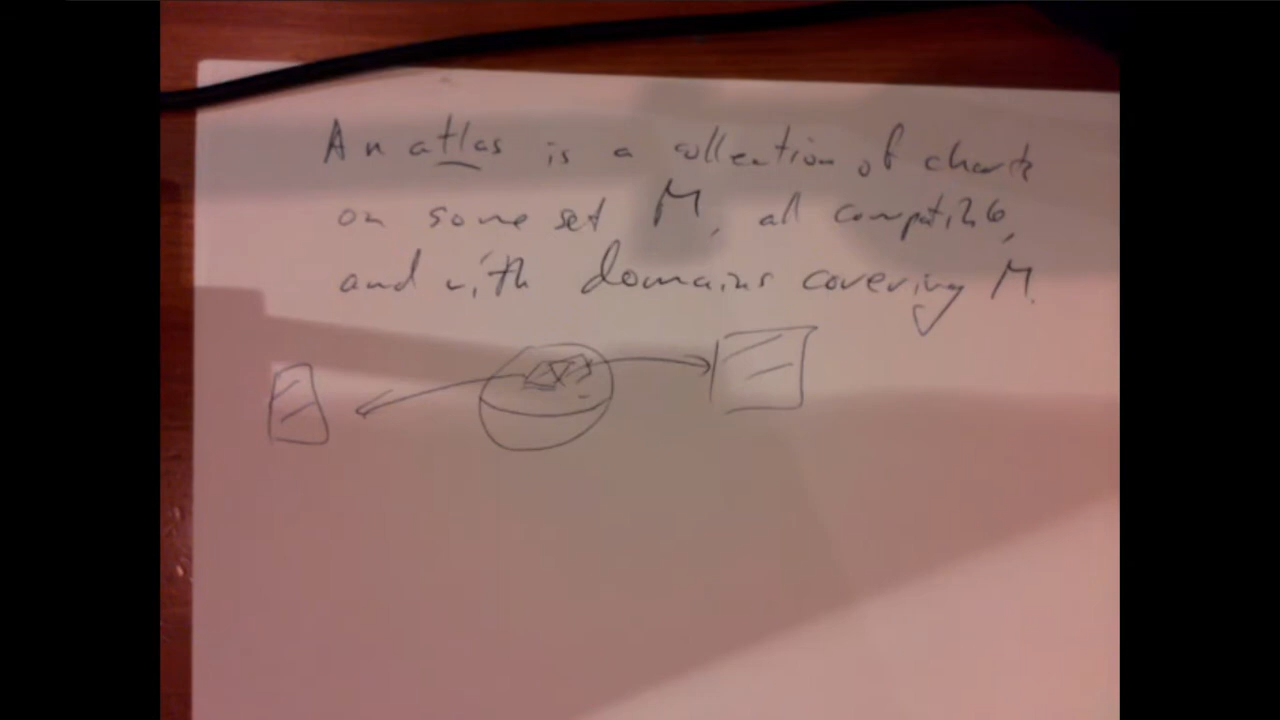 An atlas is a collection of charts
on some set M, all compatible,
and with domains covering M.